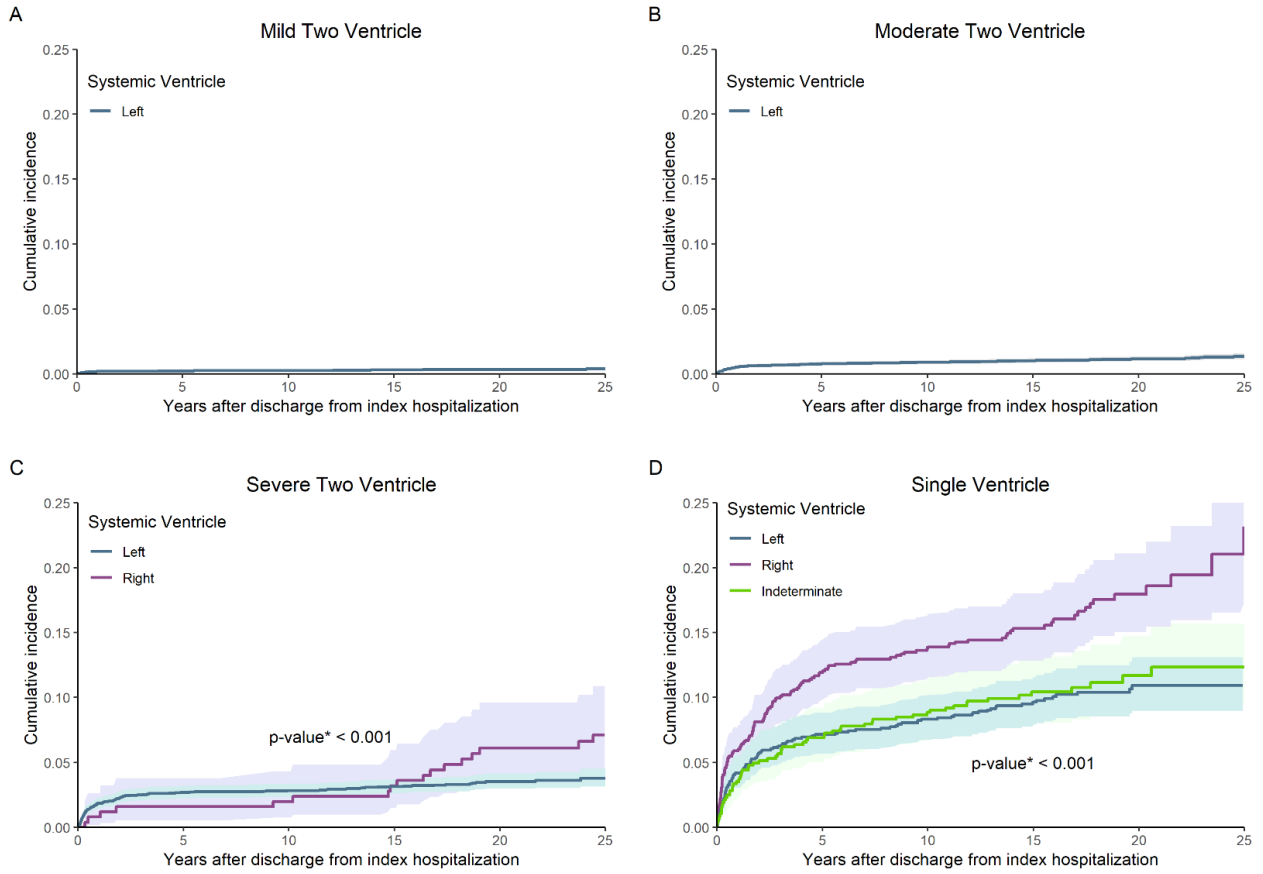 A
Mild Two Ventricle
0.25
0.20
0.15
0.10
0.05
0.00
Cumulative incidence
Systemic Ventricle
Left
0 5 10 15 20 25
Years after discharge from index hospitalization
B
Moderate Two Ventricle
0.25
0.20
0.15
0.10
0.05
0.00
Cumulative incidence
Systemic Ventricle
Left
0 5 10 15 20 25
Years after discharge from index hospitalization
C
Severe Two Ventricle
0.25
0.20
0.15
0.10
0.05
0.00
Cumulative incidence
Systemic Ventricle
Left
Right
p-value* < 0.001
0 5 10 15 20 25
Years after discharge from index hospitalization
D
Single Ventricle
0.25
0.20
0.15
0.10
0.05
0.00
Cumulative incidence
Systemic Ventricle
Left
Right
Indeterminate
p-value* < 0.001
0 5 10 15 20 25
Years after discharge from index hospitalization